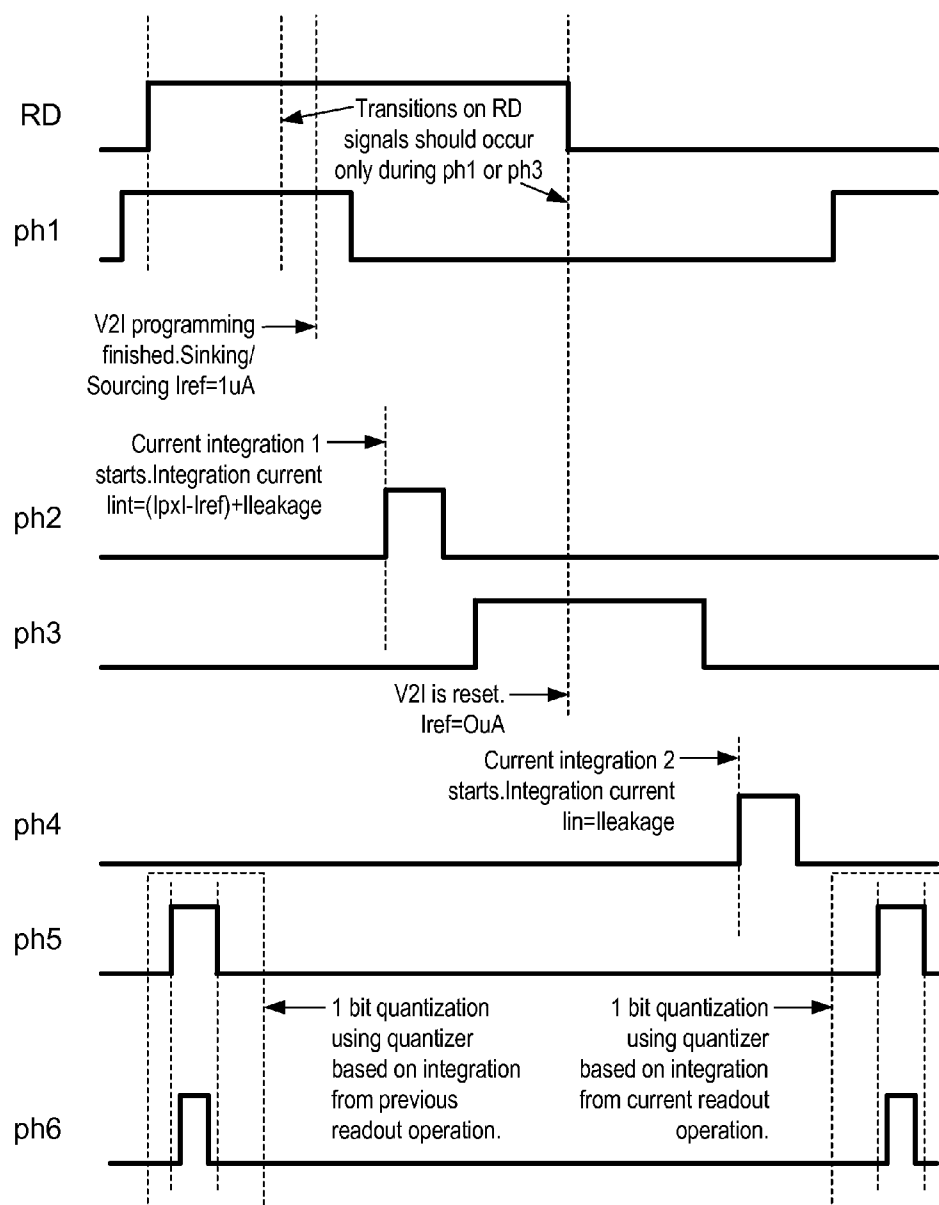 RD
Transitions on RD
signals should occur
only during ph1 or ph3
ph1
V2I programming
finished.Sinking/
Sourcing Iref=1uA
Current integration 1
starts.Integration current
Iint=(Ipxl-Iref)+Ileakage
ph2
ph3
V2I is reset.
Iref=OuA
Current integration 2
starts.Integration current
Iin=Ileakage
ph4
ph5
1 bit quantization
using quantizer
based on integration
from previous
readout operation.
1 bit quantization
using quantizer
based on integration
from current readout
operation.
ph6